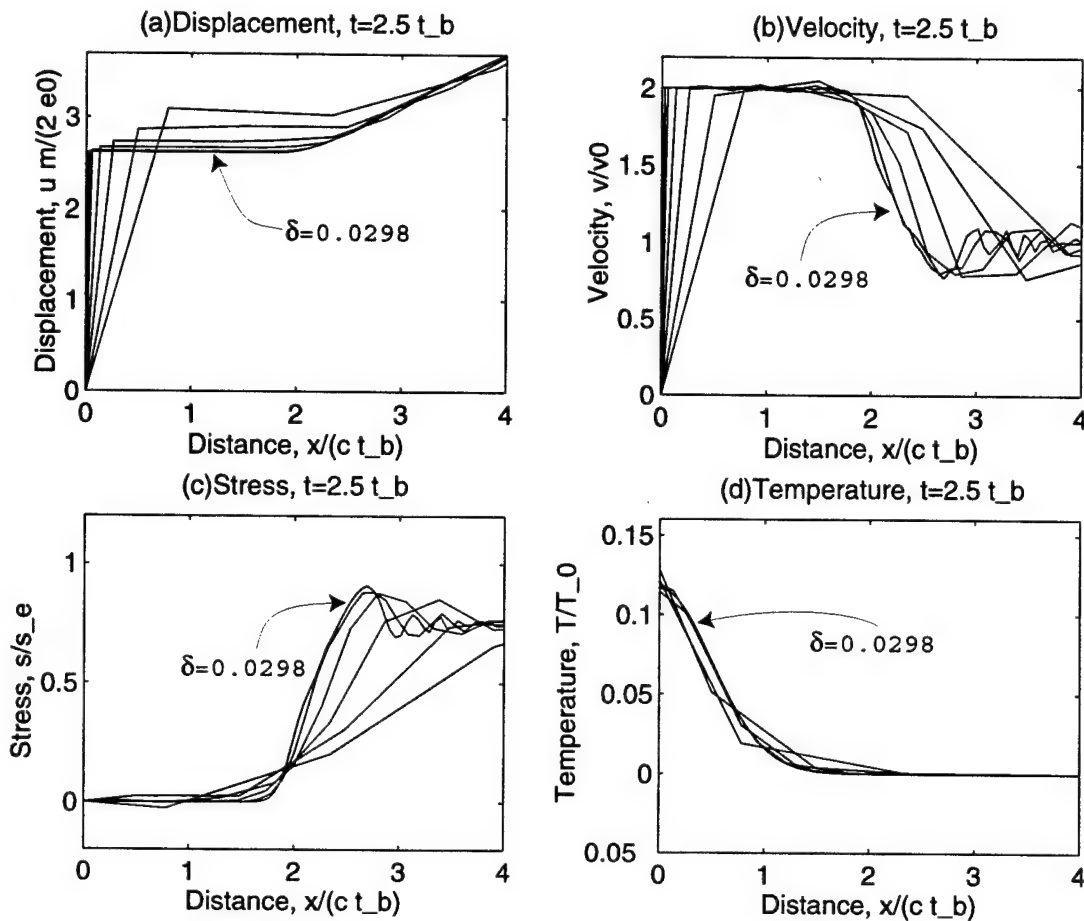 (a)Displacement, t=2.5 t_b
Displacement, u m/(2 e0)
3
2
1
0
δ=0.0298
0 1 2 3 4
Distance, x/(c t_b)
(b)Velocity, t=2.5 t_b
Velocity, v/v0
2
1.5
1
0.5
0
δ=0.0298
0 1 2 3 4
Distance, x/(c t_b)
(c)Stress, t=2.5 t_b
Stress, s/s_e
1
0.5
0
δ=0.0298
0 1 2 3 4
Distance, x/(c t_b)
(d)Temperature, t=2.5 t_b
Temperature, T/T_0
0.15
0.1
0.05
0
0.05
δ=0.0298
0 1 2 3 4
Distance, x/(c t_b)